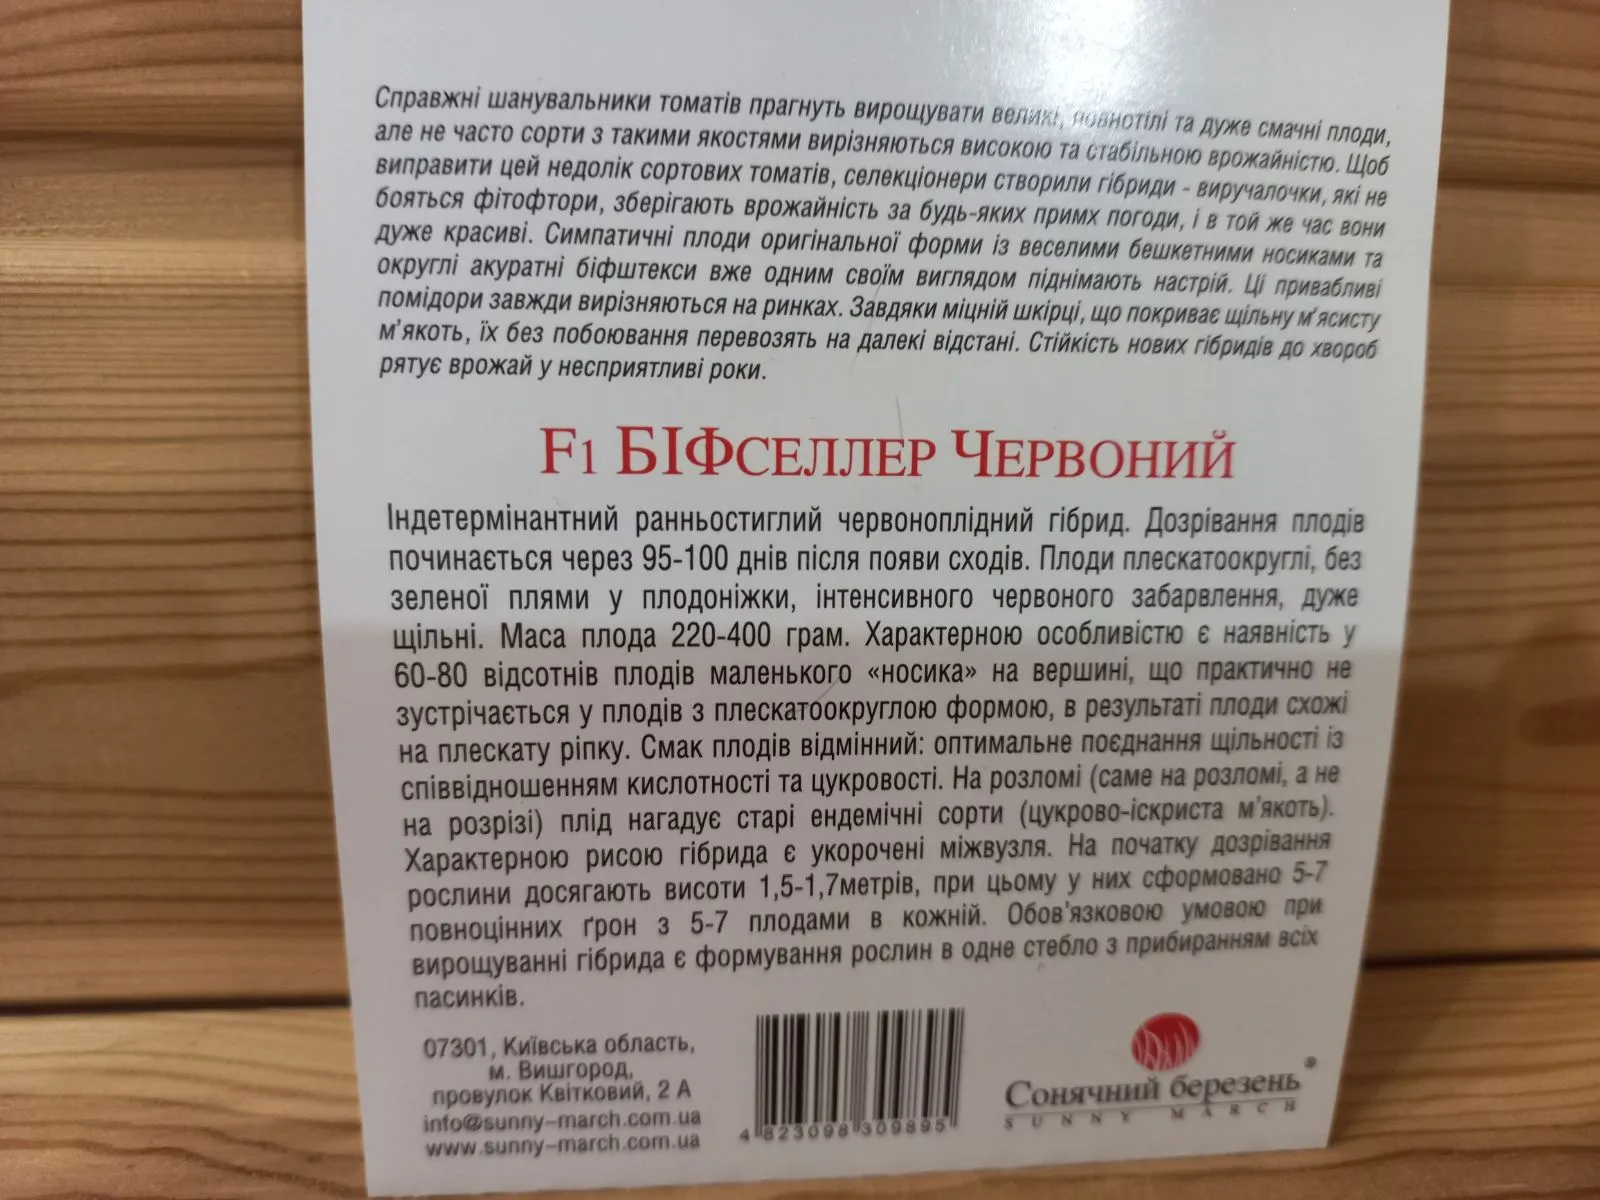 Справжні шанувальники томатів прагнуть вирощувати великі, повнотілі та дуже смачні плоди,
але не часто сорти з такими якостями вирізняються високою та стабільною врожайністю. Щоб
виправити цей недолік сортових томатів, селекціонери створили гібриди - виручалочки, які не
бояться фітофтори, зберігають врожайність за будь-яких примх погоди, і в той же час вони
дуже красиві. Симпатичні плоди оригінальної форми із веселими бешкетними носиками та
округлі акуратні біфштекси вже одним своїм виглядом піднімають настрій. Ці привабливі
помідори завжди вирізняються на ринках. Завдяки міцній шкірці, що покриває щільну м'ясисту
м'якоть, їх без побоювання перевозять на далекі відстані. Стійкість нових гібридів до хвороб
рятує врожай у несприятливі роки.
F1 БІФСЕЛЛЕР ЧЕРВОНИЙ
Індетермінантний ранньостиглий червоноплідний гібрид. Дозрівання плодів
починається через 95-100 днів після появи сходів. Плоди плескатоокруглі, без
зеленої плями у плодоніжки, інтенсивного червоного забарвлення, дуже
щільні. Маса плода 220-400 грам. Характерною особливістю є наявність у
60-80 відсотнів плодів маленького «носика» на вершині, що практично не
зустрічається у плодів з плескатоокруглою формою, в результаті плоди схожі
на плескату ріпку. Смак плодів відмінний: оптимальне поєднання щільності із
співвідношенням кислотності та цукровості. На розломі (саме на розломі, а не
на розрізі) плід нагадує старі ендемічні сорти (цукрово-іскриста м'якоть).
Характерною рисою гібрида є укорочені міжвузля. На початку дозрівання
рослини досягають висоти 1,5-1,7метрів, при цьому у них сформовано 5-7
повноцінних ґрон з 5-7 плодами в кожній. Обов'язковою умовою при
вирощуванні гібрида є формування рослин в одне стебло з прибиранням всіх
пасинків.
07301, Київська область,
м. Вишгород,
провулок Квітковий, 2 А
info@sunny-march.com.ua
www.sunny-march.com.ua
4 823098 309895
Сонячний березень ®
SUNNY MARCH